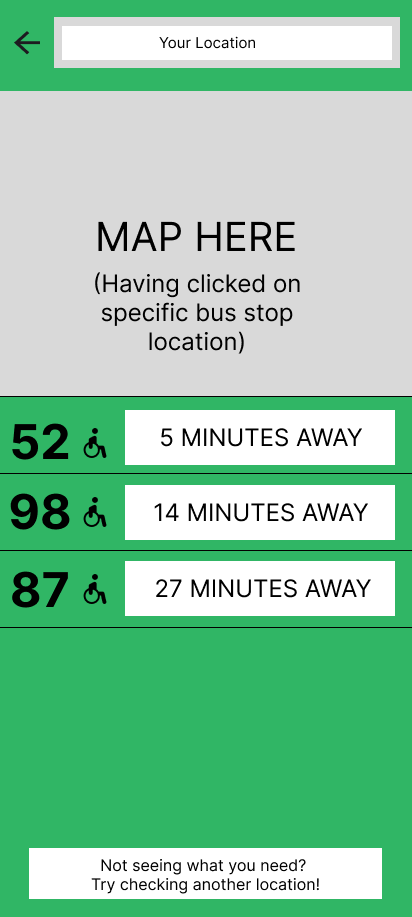 Your Location
MAP HERE
(Having clicked on
specific bus stop
location)
52 5 MINUTES AWAY
98 14 MINUTES AWAY
87 27 MINUTES AWAY
Not seeing what you need?
Try checking another location!